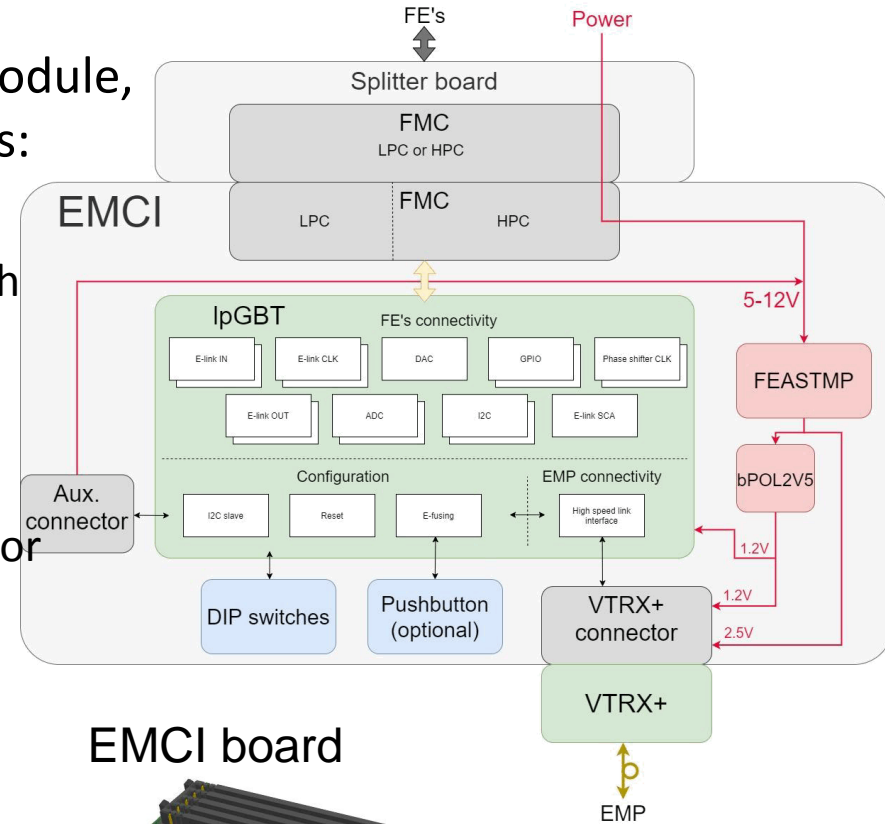 FE's
Power
odule,
s:
Splitter board
FMC
LPC or HPC
EMCI
FMC
LPC
HPC
h
5-12V
lpGBT
FE's connectivity
E-link IN
E-link CLK
DAC
GPIO
Phase shifter CLK
FEASTMP
E-link OUT
ADC
I2C
E-link SCA
Configuration
EMP connectivity
bPOL2V5
Aux.
connector
I2C slave
Reset
E-fusing
High speed link
interface
or
1.2V
DIP switches
Pushbutton
(optional)
VTRX+
connector
1.2V
2.5V
VTRX+
EMCI board
EMP